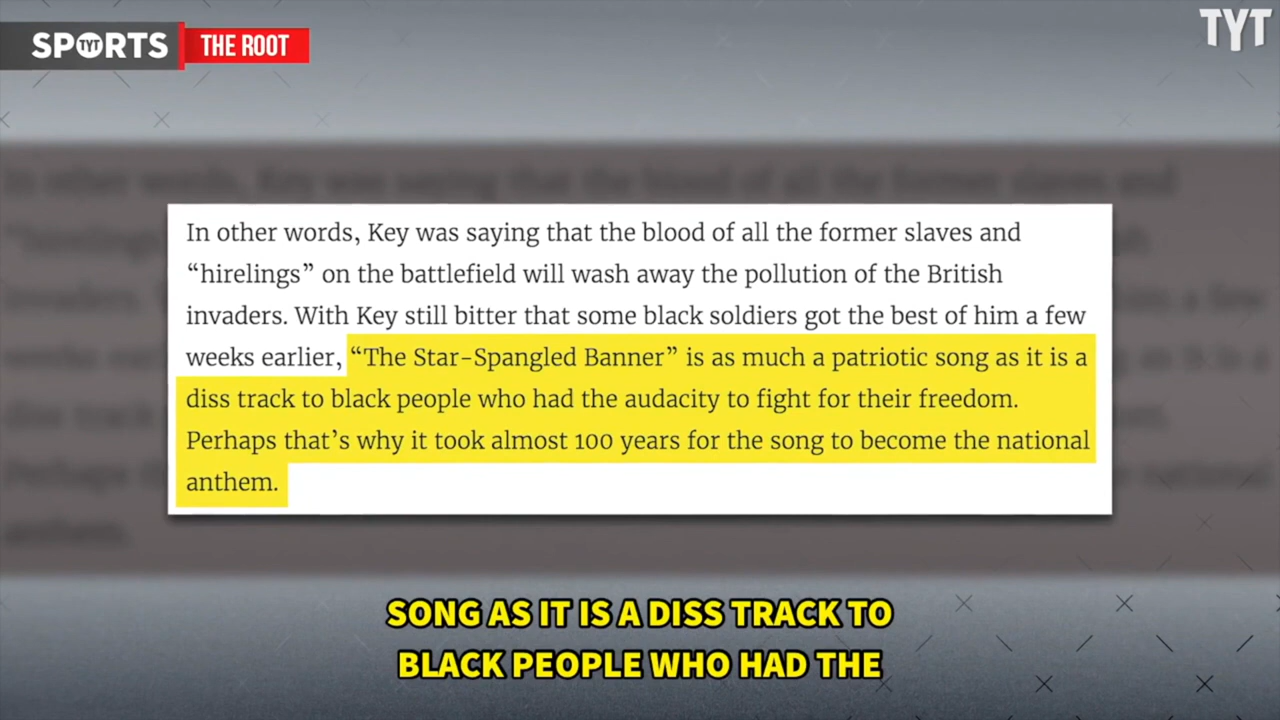 SPORTS
TYT
THE ROOT
TYT
In other words, Key was saying that the blood of all the former slaves and
“hirelings” on the battlefield will wash away the pollution of the British
invaders. With Key still bitter that some black soldiers got the best of him a few
weeks earlier, “The Star-Spangled Banner” is as much a patriotic song as it is a
diss track to black people who had the audacity to fight for their freedom.
Perhaps that’s why it took almost 100 years for the song to become the national
anthem.
SONG AS IT IS A DISS TRACK TO
BLACK PEOPLE WHO HAD THE